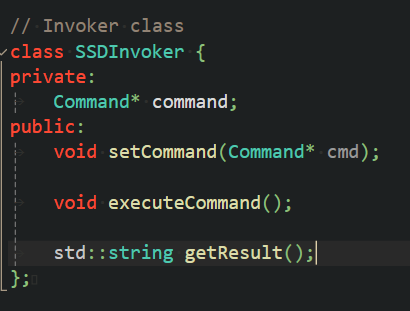 // Invoker class
class SSDInvoker {
private:
    Command* command;
public:
    void setCommand(Command* cmd);
    void executeCommand();
    std::string getResult();
};